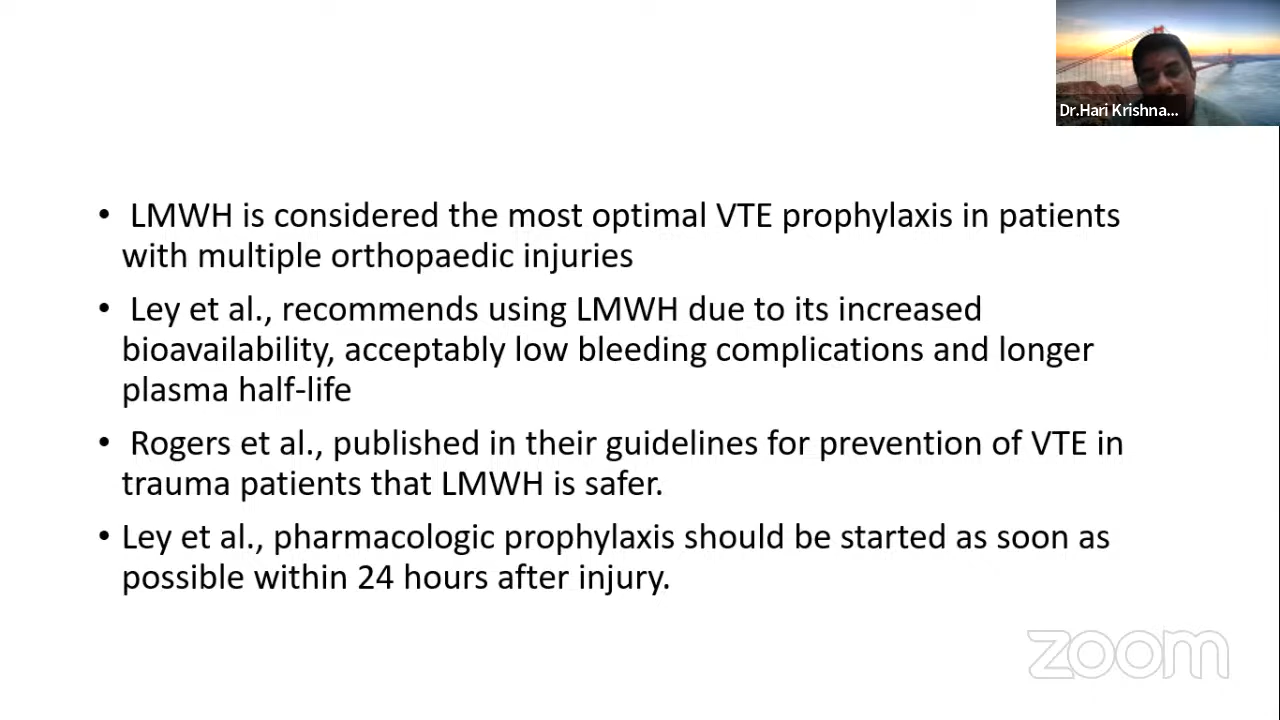 Dr.Hari Krishna...
• LMWH is considered the most optimal VTE prophylaxis in patients
with multiple orthopaedic injuries
• Ley et al., recommends using LMWH due to its increased
bioavailability, acceptably low bleeding complications and longer
plasma half-life
• Rogers et al., published in their guidelines for prevention of VTE in
trauma patients that LMWH is safer.
• Ley et al., pharmacologic prophylaxis should be started as soon as
possible within 24 hours after injury.
zoom